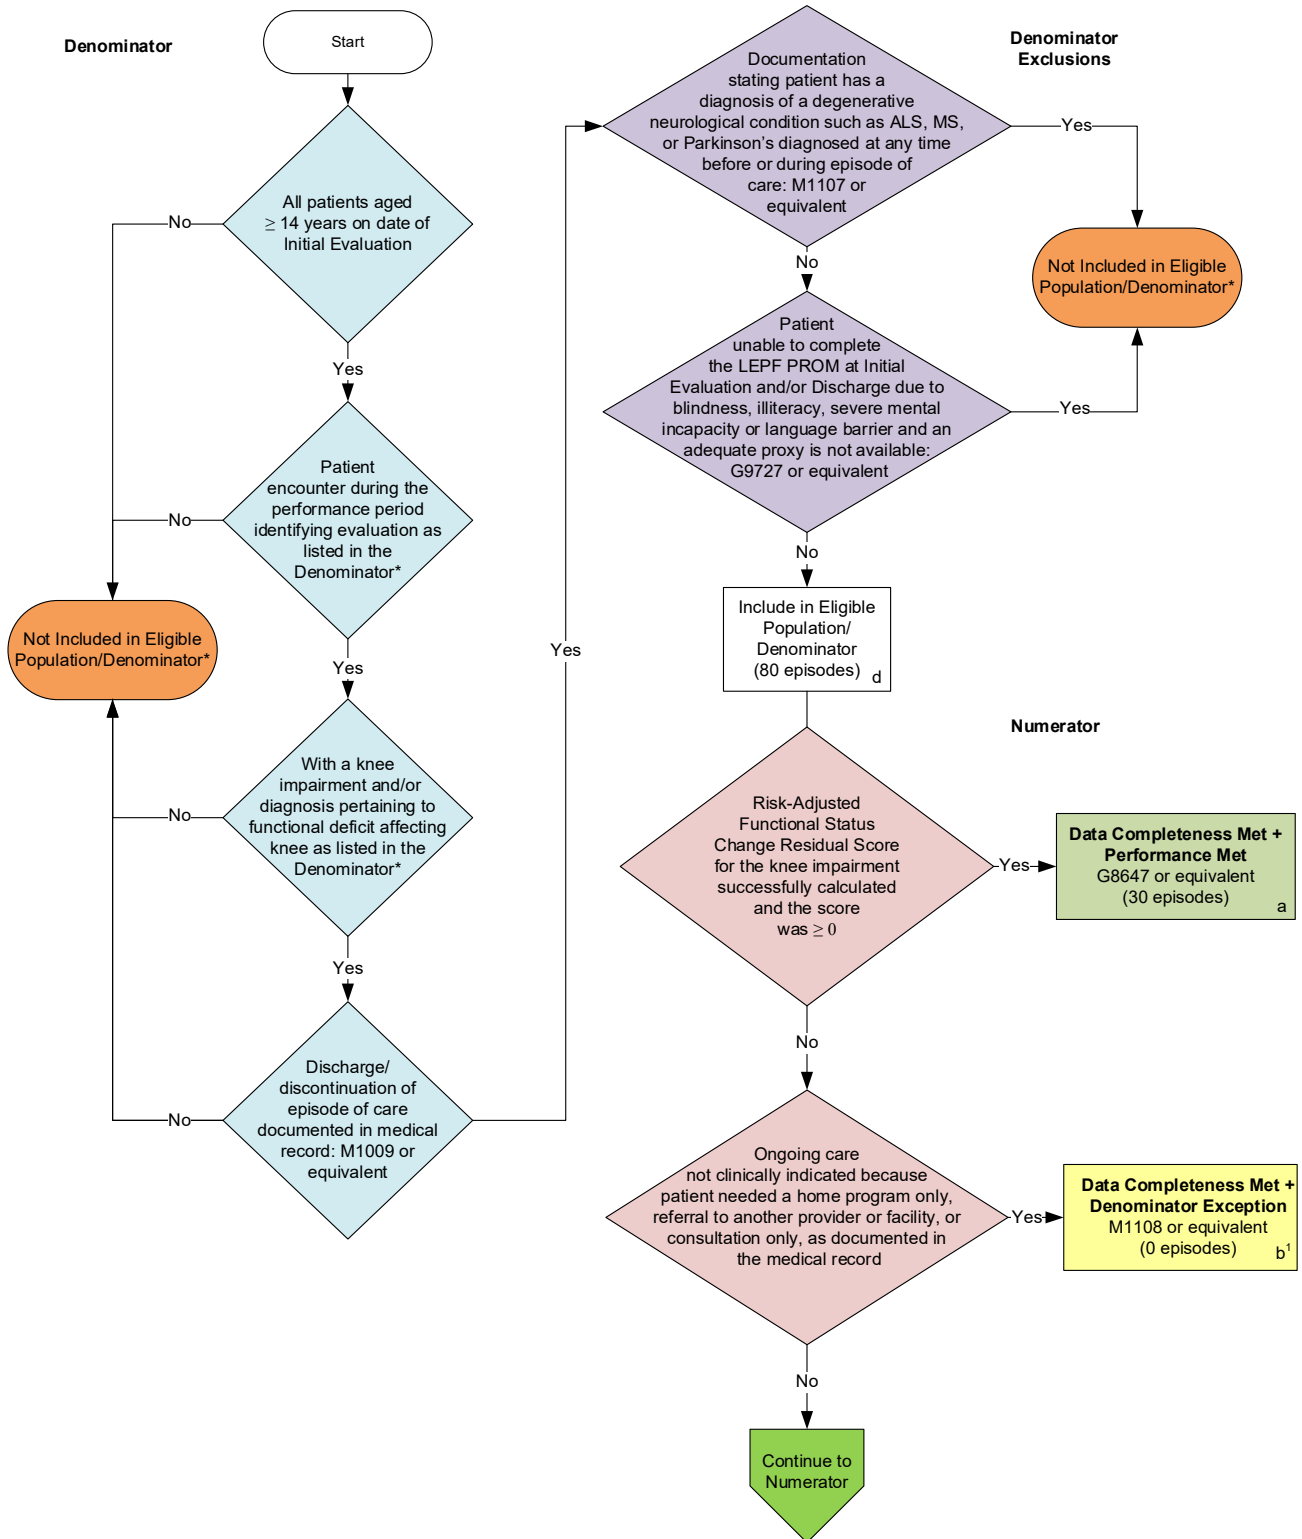 Denominator
Start
All patients aged
≥ 14 years on date of
Initial Evaluation
No
Yes
Patient
encounter during the
performance period
identifying evaluation as
listed in the
Denominator*
No
Not Included in Eligible
Population/Denominator*
Yes
With a knee
impairment and/or
diagnosis pertaining to
functional deficit affecting
knee as listed in the
Denominator*
No
Yes
Discharge/
discontinuation of
episode of care
documented in medical
record: M1009 or
equivalent
No
Yes
Denominator
Exclusions
Documentation
stating patient has a
diagnosis of a degenerative
neurological condition such as ALS, MS,
or Parkinson's diagnosed at any time
before or during episode of
care: M1107 or
equivalent
Yes
Not Included in Eligible
Population/Denominator*
No
Patient
unable to complete
the LEPF PROM at Initial
Evaluation and/or Discharge due to
blindness, illiteracy, severe mental
incapacity or language barrier and an
adequate proxy is not available:
G9727 or equivalent
Yes
No
Include in Eligible
Population/
Denominator
(80 episodes)
d
Numerator
Risk-Adjusted
Functional Status
Change Residual Score
for the knee impairment
successfully calculated
and the score
was ≥ 0
Yes
Data Completeness Met +
Performance Met
G8647 or equivalent
(30 episodes)
a
No
Ongoing care
not clinically indicated because
patient needed a home program only,
referral to another provider or facility, or
consultation only, as documented in
the medical record
Yes
Data Completeness Met +
Denominator Exception
M1108 or equivalent
(0 episodes)
b¹
No
Continue to
Numerator